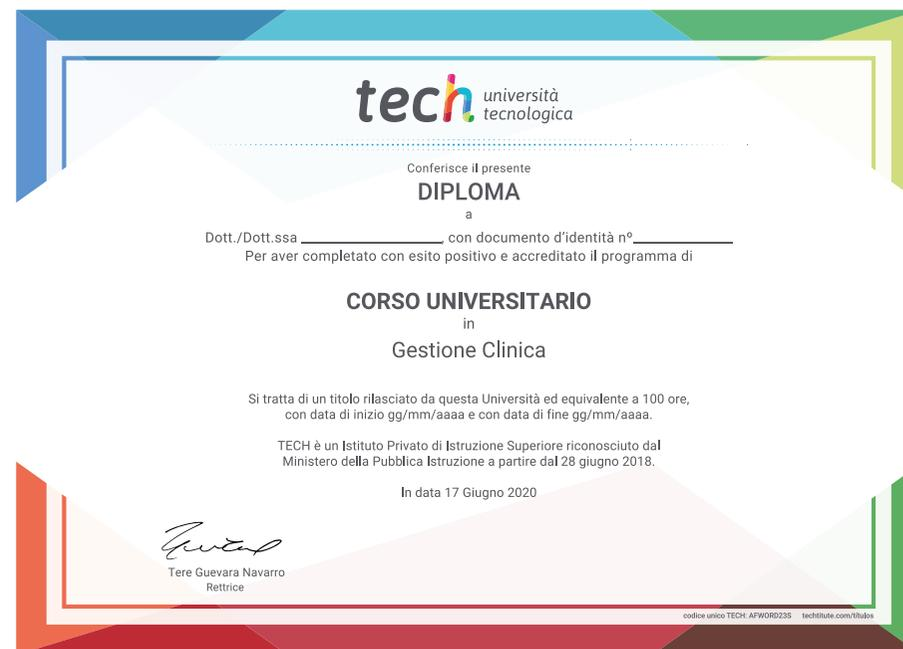 tech università
tecnologica
Conferisce il presente
DIPLOMA
a
Dott./Dott.ssa ____________________, con documento d'identità nº______________
Per aver completato con esito positivo e accreditato il programma di
CORSO UNIVERSITARIO
in
Gestione Clinica
Si tratta di un titolo rilasciato da questa Università ed equivalente a 100 ore,
con data di inizio gg/mm/aaaa e con data di fine gg/mm/aaaa.
TECH è un Istituto Privato di Istruzione Superiore riconosciuto dal
Ministero della Pubblica Istruzione a partire dal 28 giugno 2018.
In data 17 Giugno 2020
Tere Guevara Navarro
Rettrice
codice unico TECH: AFWORD23S techtitute.com/titulos